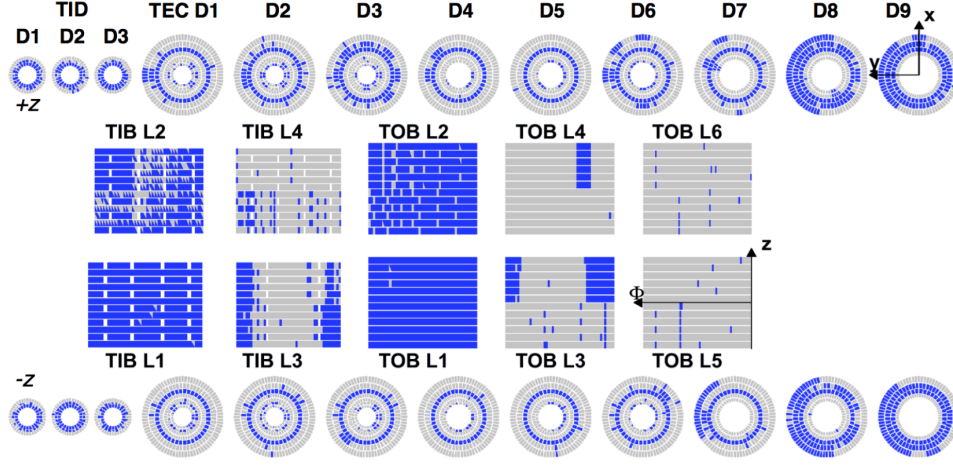 TID TEC D1 D2 D3 D4 D5 D6 D7 D8 D9
D1 D2 D3
x
y
+z
TIB L2 TIB L4 TOB L2 TOB L4 TOB L6
z
Φ
TIB L1 TIB L3 TOB L1 TOB L3 TOB L5
-z